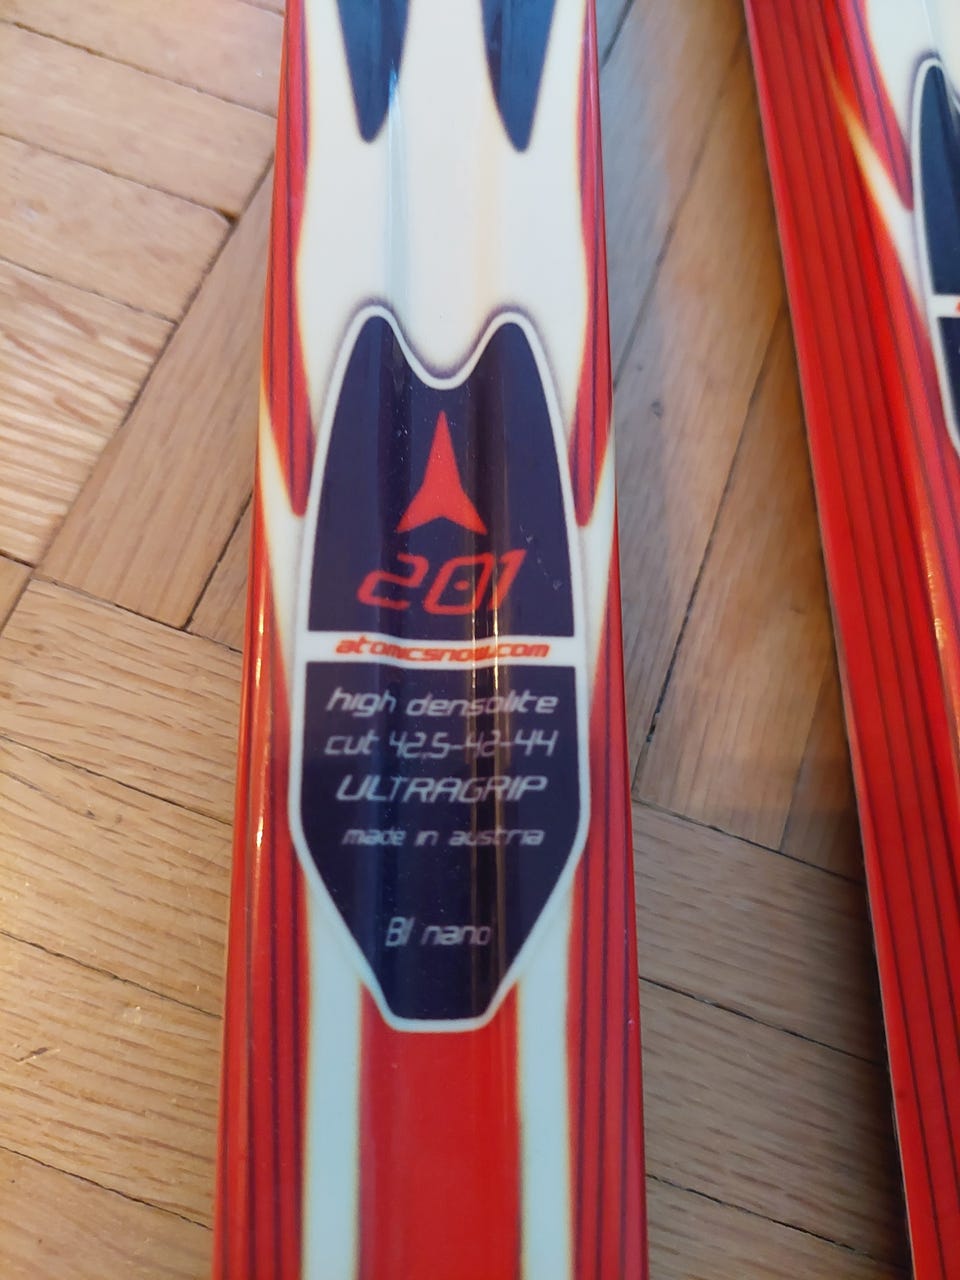 201
atomicsnow.com
high densolite
cut 42,5-42-44
ULTRAGRIP
made in austria
BI nano